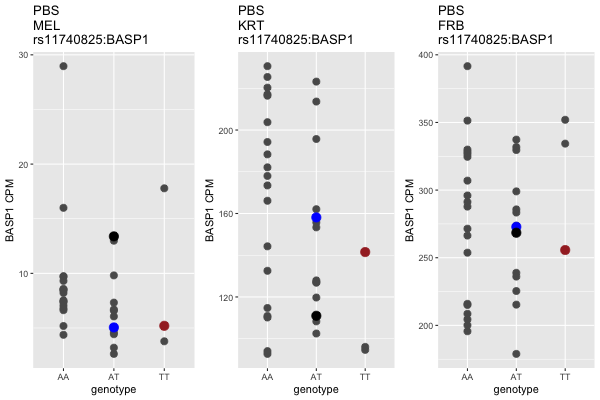 PBS
MEL
rs11740825:BASP1
30
20
10
BASP1 CPM
AA
AT
TT
genotype
PBS
KRT
rs11740825:BASP1
200
160
120
BASP1 CPM
AA
AT
TT
genotype
PBS
FRB
rs11740825:BASP1
400
350
300
250
200
BASP1 CPM
AA
AT
TT
genotype